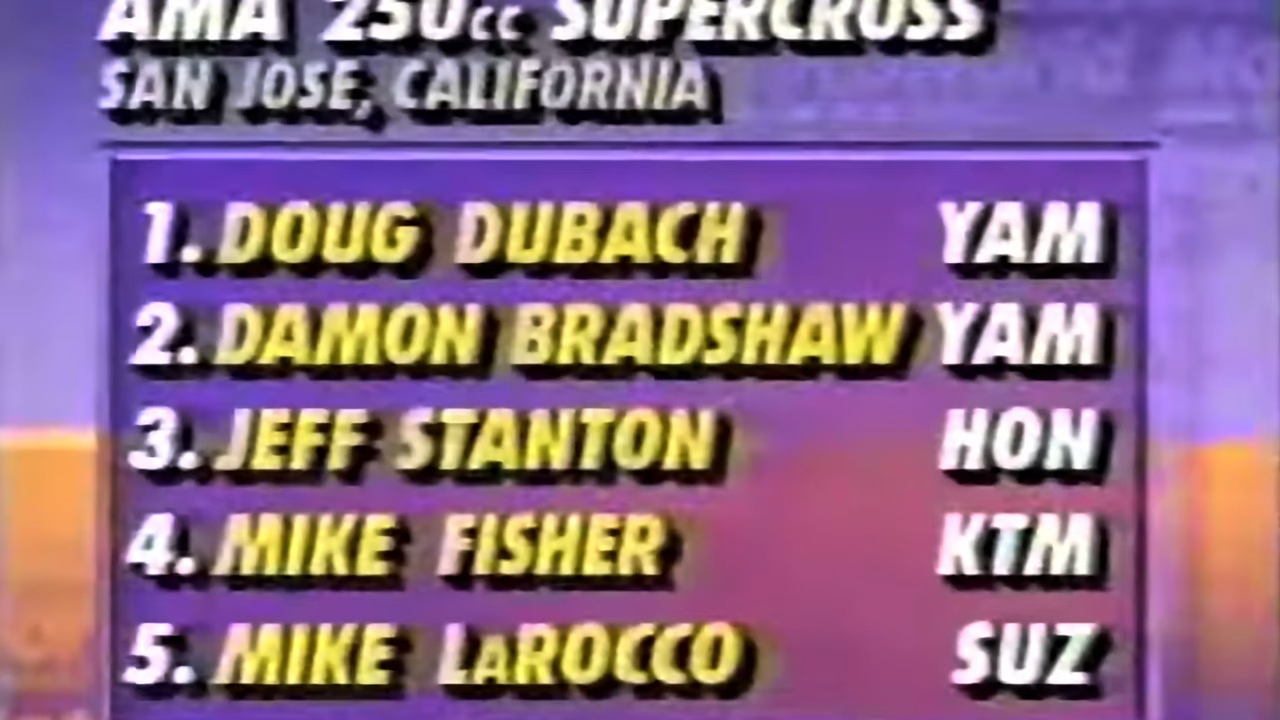 AMA 250cc SUPERCROSS
SAN JOSE, CALIFORNIA
1. DOUG DUBACH YAM
2. DAMON BRADSHAW YAM
3. JEFF STANTON HON
4. MIKE FISHER KTM
5. MIKE LaROCCO SUZ